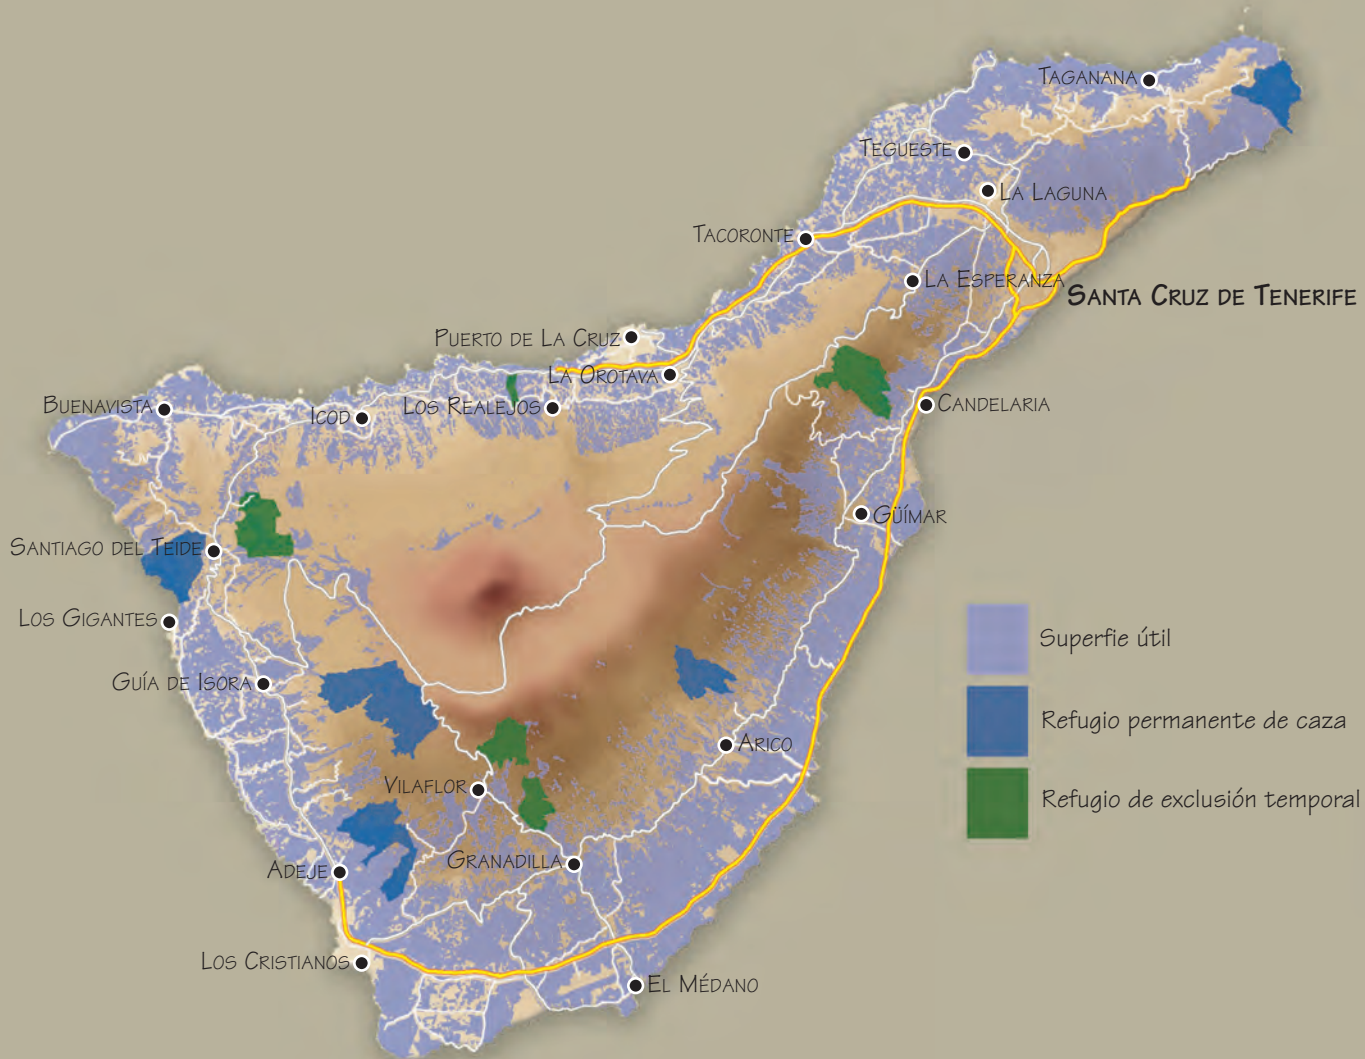 Taganana
Tegueste
La Laguna
Tacoronte
La Esperanza
Santa Cruz de Tenerife
Puerto de La Cruz
La Orotava
Buenavista
Icod
Los Realejos
Candelaria
Güímar
Santiago del Teide
Los Gigantes
Guía de Isora
Arico
Vilaflor
Granadilla
Adeje
Los Cristianos
El Médano
Superfie útil
Refugio permanente de caza
Refugio de exclusión temporal